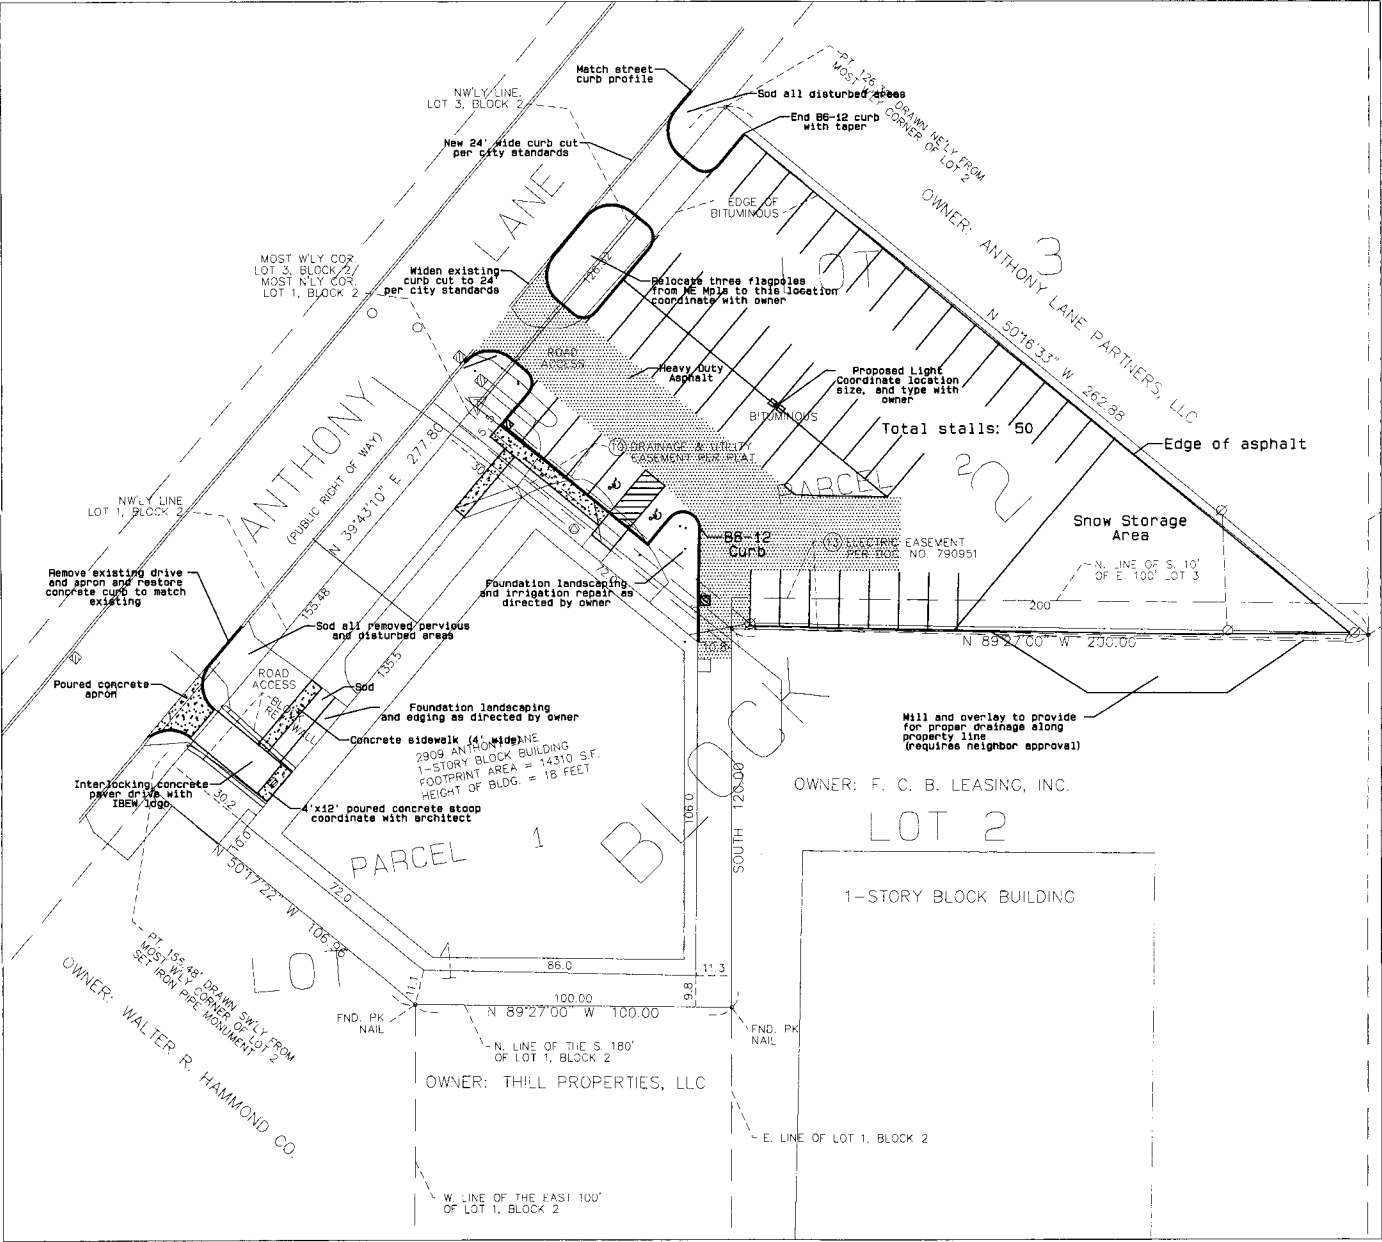 Match street
curb profile
Sod all disturbed areas
End B6-12 curb
with taper
PT. 126.32' DRAWN NE'LY FROM
MOST W'LY CORNER OF LOT 2
NW'LY LINE,
LOT 3, BLOCK 2
New 24' wide curb cut
per city standards
EDGE OF
BITUMINOUS
LANE
OWNER: ANTHONY LANE PARTNERS, LLC
LOT
3
MOST W'LY COR.
LOT 3, BLOCK 2/
MOST N'LY COR.
LOT 1, BLOCK 2
Widen existing
curb cut to 24'
per city standards
Relocate three flagpoles
from NE Mpls to this location
coordinate with owner
N 50°16'33" W 262.88
ROAD
ACCESS
Heavy Duty
Asphalt
Proposed Light
Coordinate location
size, and type with
owner
BITUMINOUS
Total stalls: 50
Edge of asphalt
ANTHONY
(PUBLIC RIGHT OF WAY)
N 39°43'10" E 277.80
10 DRAINAGE & UTILITY
EASEMENT PER PLAT
PARCEL
2
NW'LY LINE
LOT 1, BLOCK 2
Snow Storage
Area
B6-12
Curb
13 ELECTRIC EASEMENT
PER DOC. NO. 790951
N. LINE OF S. 10'
OF E. 100' LOT 3
Remove existing drive
and apron and restore
concrete curb to match
existing
Foundation landscaping
and irrigation repair as
directed by owner
72.0
155.48
200
Sod all removed pervious
and disturbed areas
N 89°27'00" W 200.00
10.8
135.5
ROAD
ACCESS
Poured concrete
apron
Sod
Foundation landscaping
and edging as directed by owner
Concrete sidewalk (4' wide)
2909 ANTHONY LANE
1-STORY BLOCK BUILDING
FOOTPRINT AREA = 14310 S.F.
HEIGHT OF BLDG. = 18 FEET
Mill and overlay to provide
for proper drainage along
property line
(requires neighbor approval)
Interlocking concrete
paver drive with
IBEW logo
30.2
4'x12' poured concrete stoop
coordinate with architect
10.0
106.0
SOUTH 120.00
OWNER: F. C. B. LEASING, INC.
LOT 2
BLOCK
PARCEL 1
N 50°17'22" W 106.96
72.0
1-STORY BLOCK BUILDING
PT. 155.48' DRAWN SW'LY FROM
MOST W'LY CORNER OF LOT 2
SET IRON PIPE MONUMENT
LOT 1
86.0
11.3
11.1
9.8
100.00
N 89°27'00" W 100.00
OWNER: WALTER R. HAMMOND CO.
FND. PK
NAIL
FND. PK
NAIL
N. LINE OF THE S. 180'
OF LOT 1, BLOCK 2
OWNER: THILL PROPERTIES, LLC
E. LINE OF LOT 1, BLOCK 2
W. LINE OF THE EAST 100'
OF LOT 1, BLOCK 2